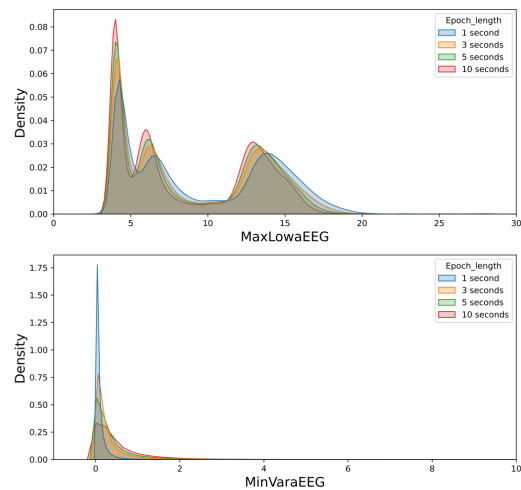 0.08
0.07
0.06
0.05
0.04
0.03
0.02
0.01
0.00
Density
0 5 10 15 20 25 30
MaxLowaEEG
Epoch_length
1 second
3 seconds
5 seconds
10 seconds
1.75
1.50
1.25
1.00
0.75
0.50
0.25
0.00
Density
0 2 4 6 8 10
MinVaraEEG
Epoch_length
1 second
3 seconds
5 seconds
10 seconds